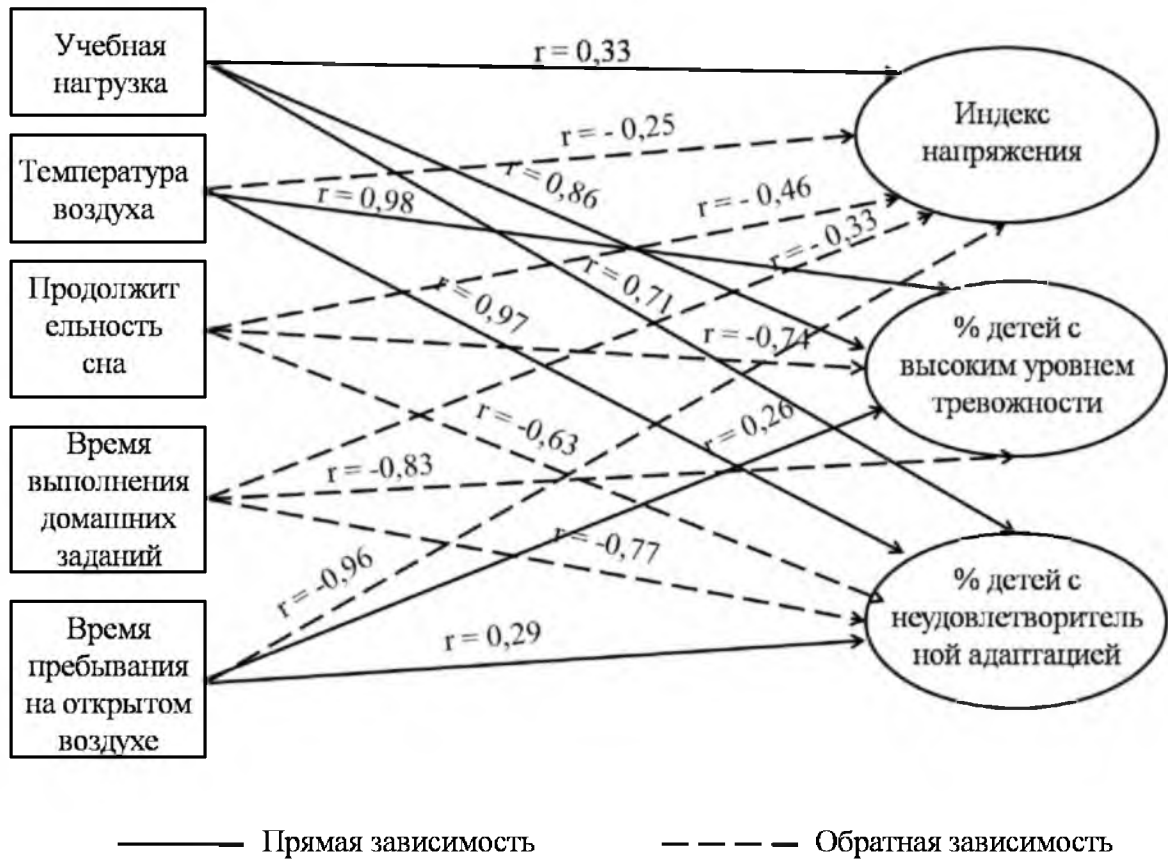 Учебная
нагрузка
Температура
воздуха
Продолжит
ельность
сна
Время
выполнения
домашних
заданий
Время
пребывания
на открытом
воздухе
r = 0,33
r = - 0,25
r = 0,86
r = 0,98
r = - 0,46
r = - 0,33
r = 0,71
r = 0,97
r = -0,74
r = 0,26
r = -0,63
r = -0,83
r = -0,77
r = -0,96
r = 0,29
Индекс
напряжения
% детей с
высоким уровнем
тревожности
% детей с
неудовлетворитель
ной адаптацией
Прямая зависимость
Обратная зависимость